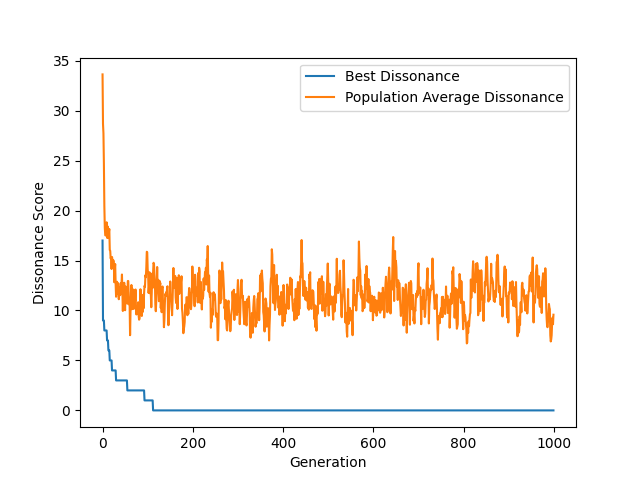 Best Dissonance
Population Average Dissonance
35
30
25
20
15
10
5
0
Dissonance Score
0 200 400 600 800 1000
Generation